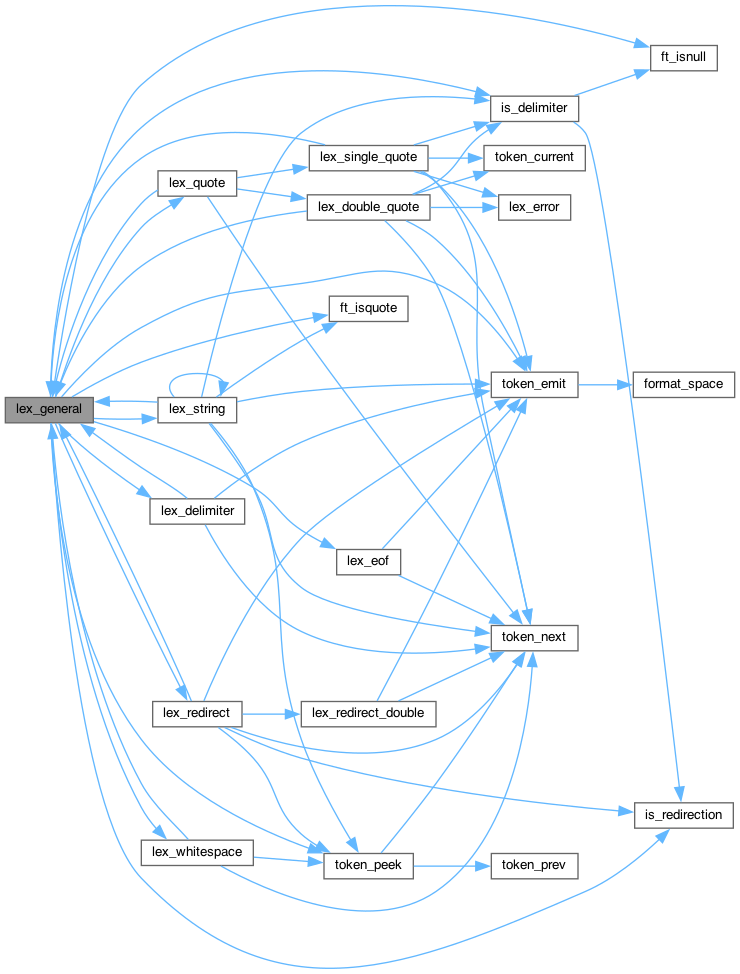 ft_isnull
is_delimiter
lex_single_quote
token_current
lex_quote
lex_double_quote
lex_error
ft_isquote
token_emit
format_space
lex_general
lex_string
lex_delimiter
lex_eof
token_next
lex_redirect
lex_redirect_double
is_redirection
lex_whitespace
token_peek
token_prev